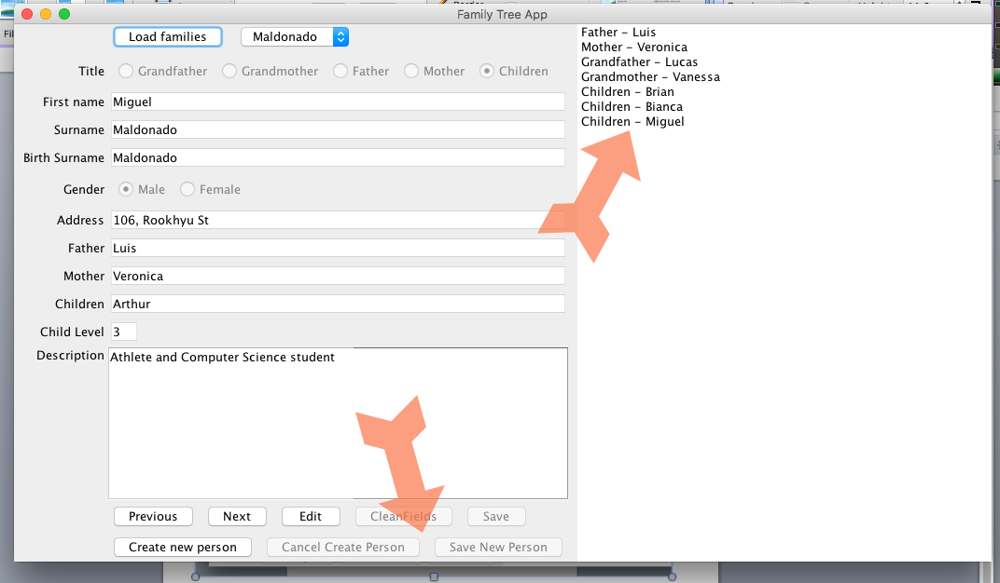 Family Tree App
Load families
Maldonado
Title Grandfather Grandmother Father Mother Children
First name Miguel
Surname Maldonado
Birth Surname Maldonado
Gender Male Female
Address 106, Rookhyu St
Father Luis
Mother Veronica
Children Arthur
Child Level 3
Description Athlete and Computer Science student
Previous Next Edit CleanFields Save
Create new person Cancel Create Person Save New Person
Father - Luis
Mother - Veronica
Grandfather - Lucas
Grandmother - Vanessa
Children - Brian
Children - Bianca
Children - Miguel